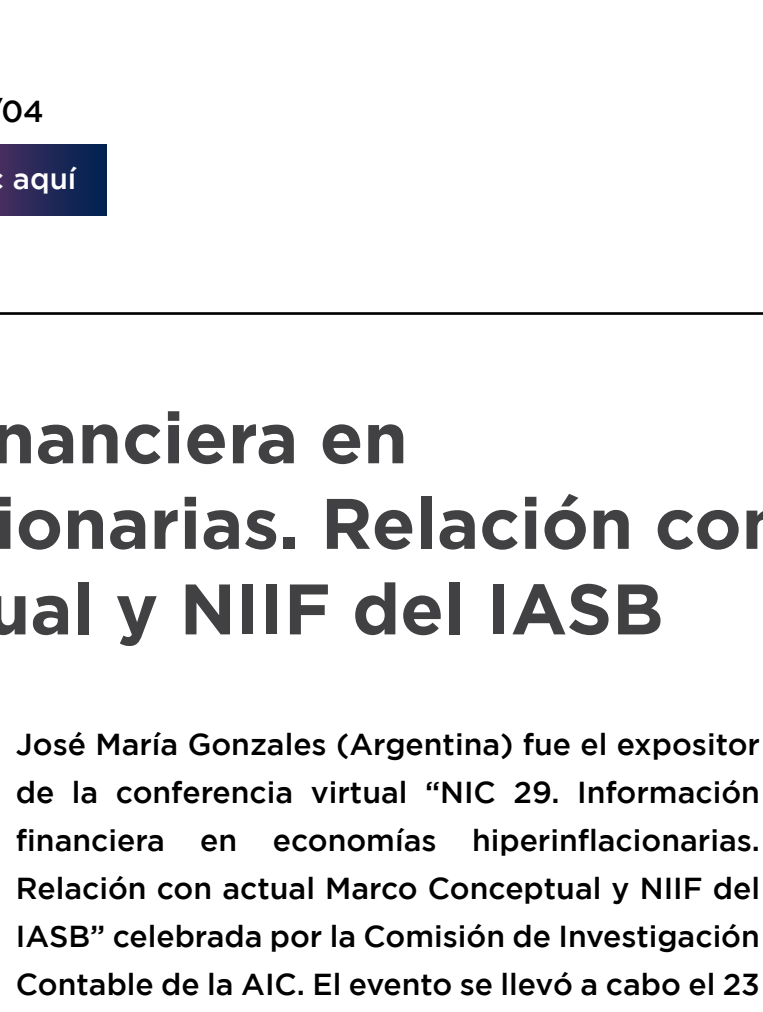 /04
aquí
nanciera en
ionarias. Relación con
ual y NIIF del IASB
José María Gonzales (Argentina) fue el expositor
de la conferencia virtual “NIC 29. Información
financiera en economías hiperinflacionarias.
Relación con actual Marco Conceptual y NIIF del
IASB” celebrada por la Comisión de Investigación
Contable de la AIC. El evento se llevó a cabo el 23